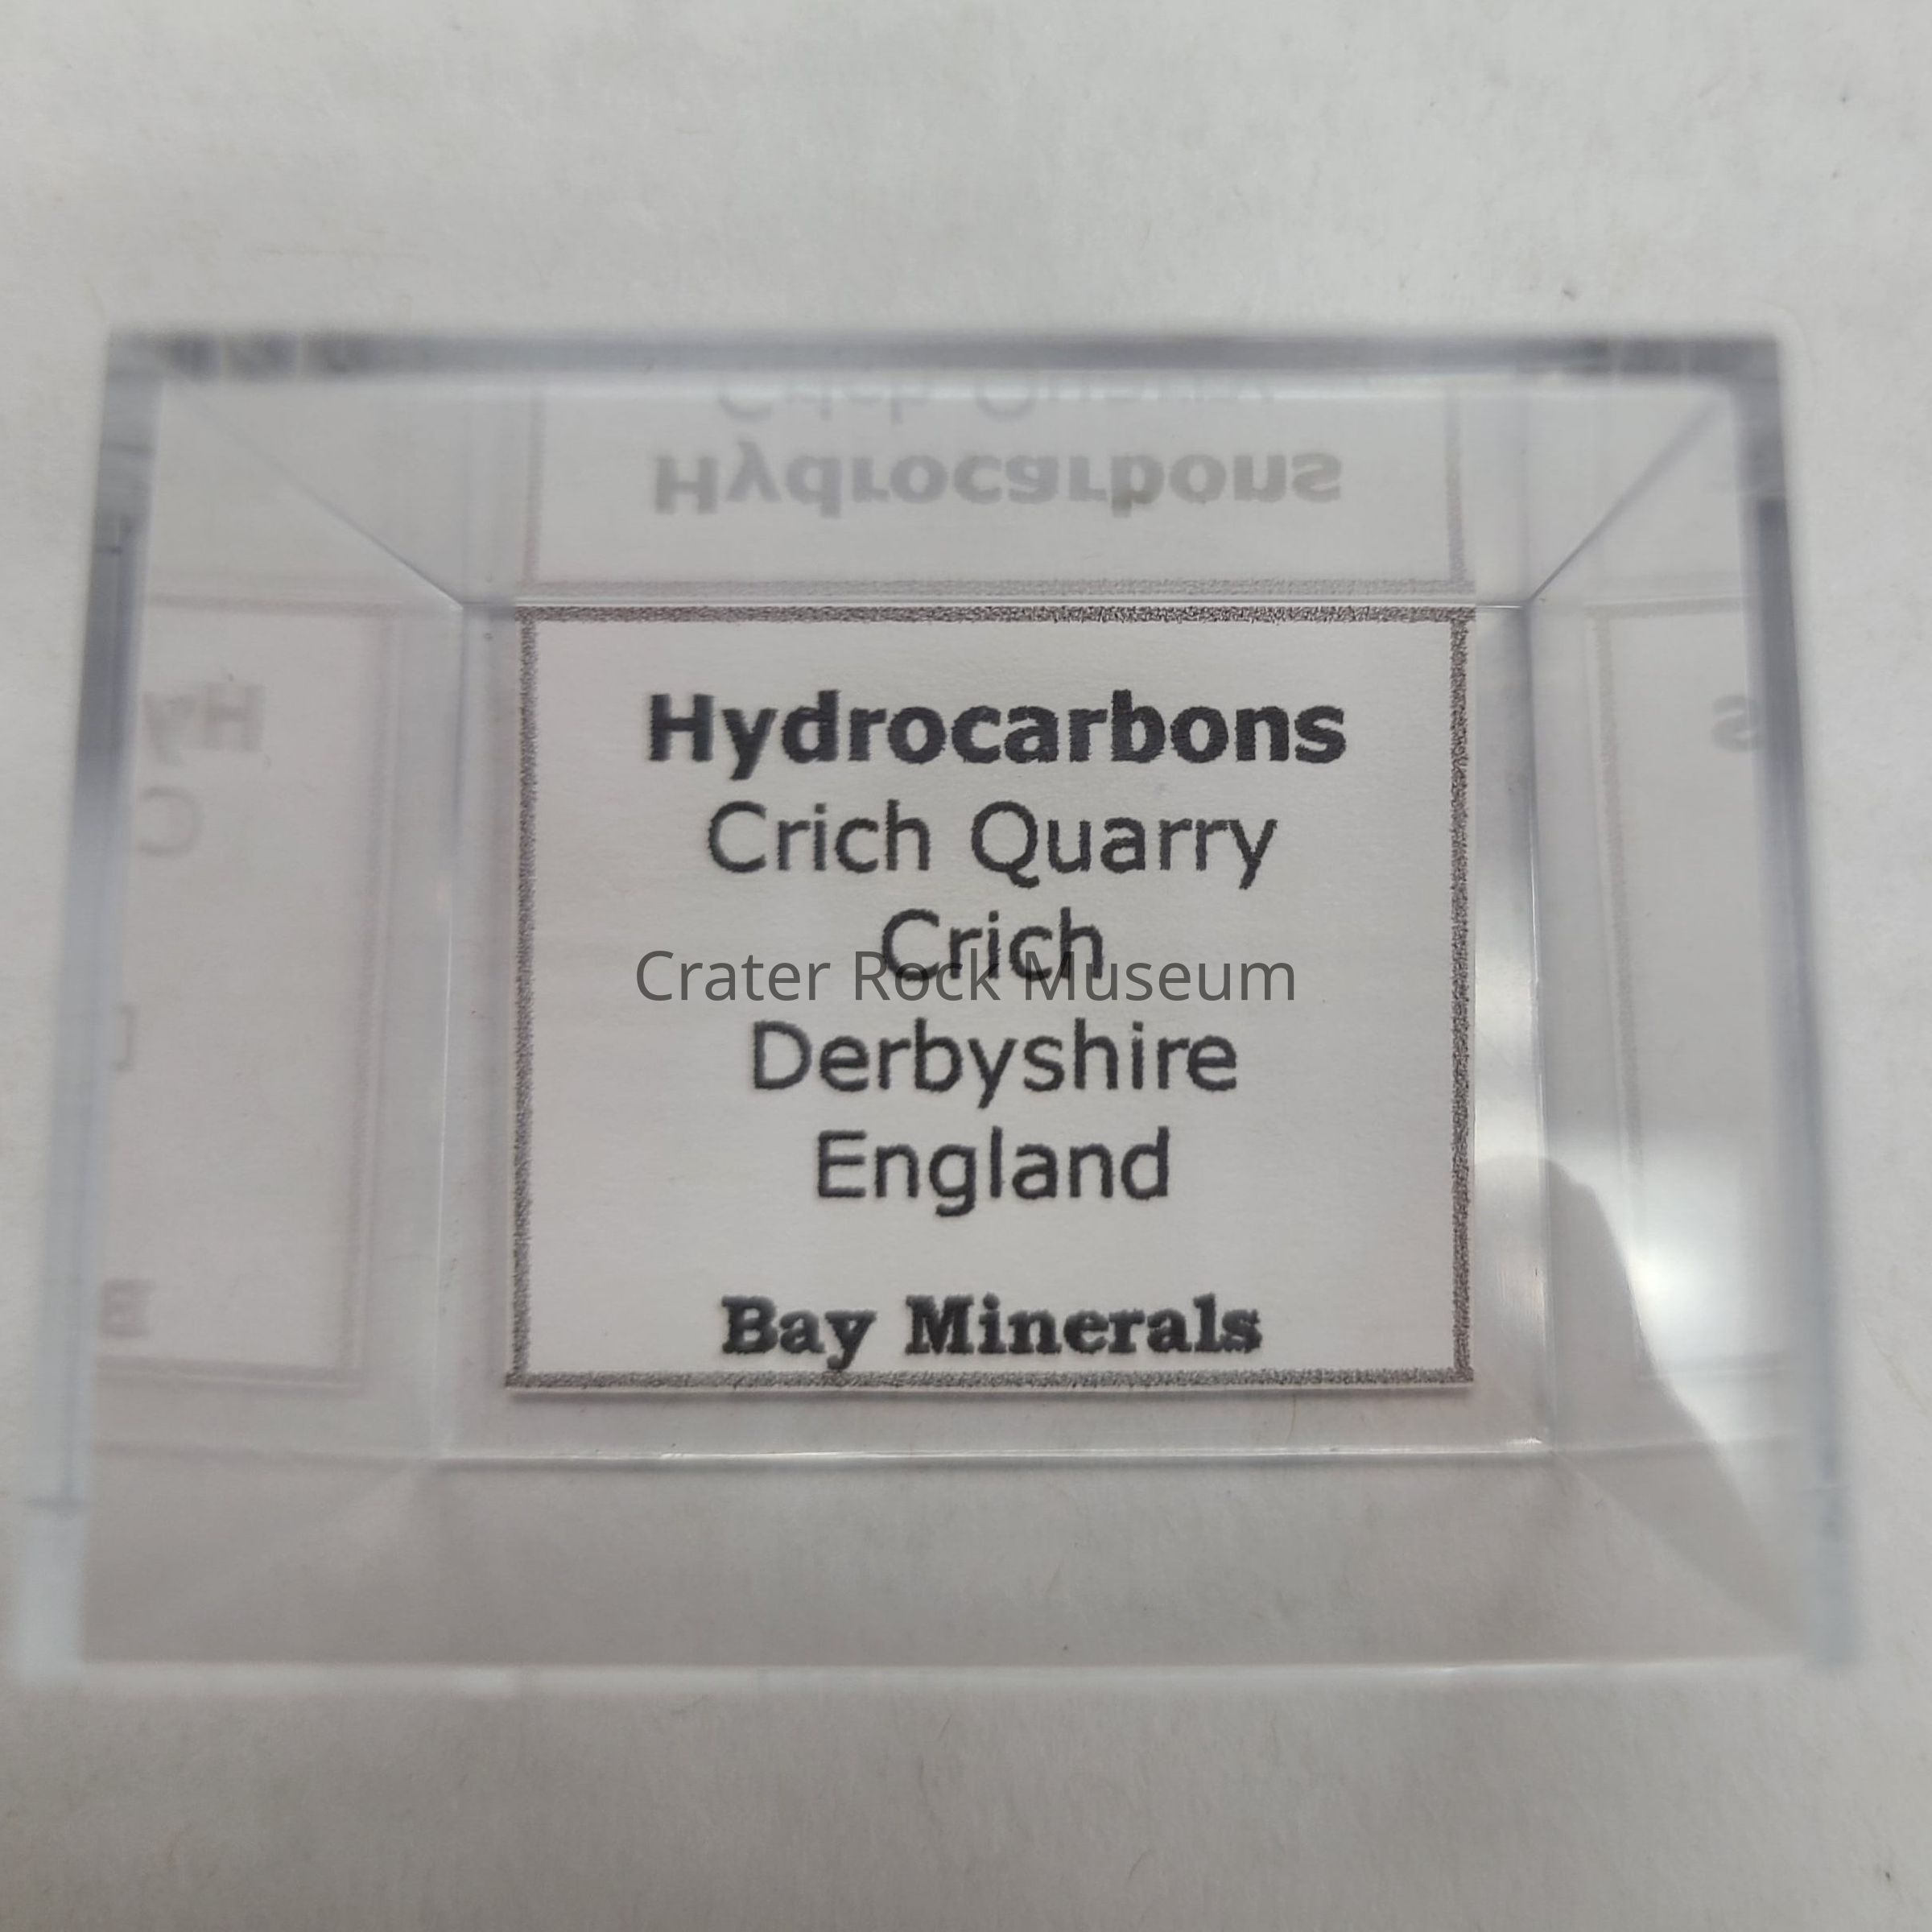 Hydrocarbons
Crich Quarry
Crich
Crater Rock Museum
Derbyshire
England
Bay Minerals